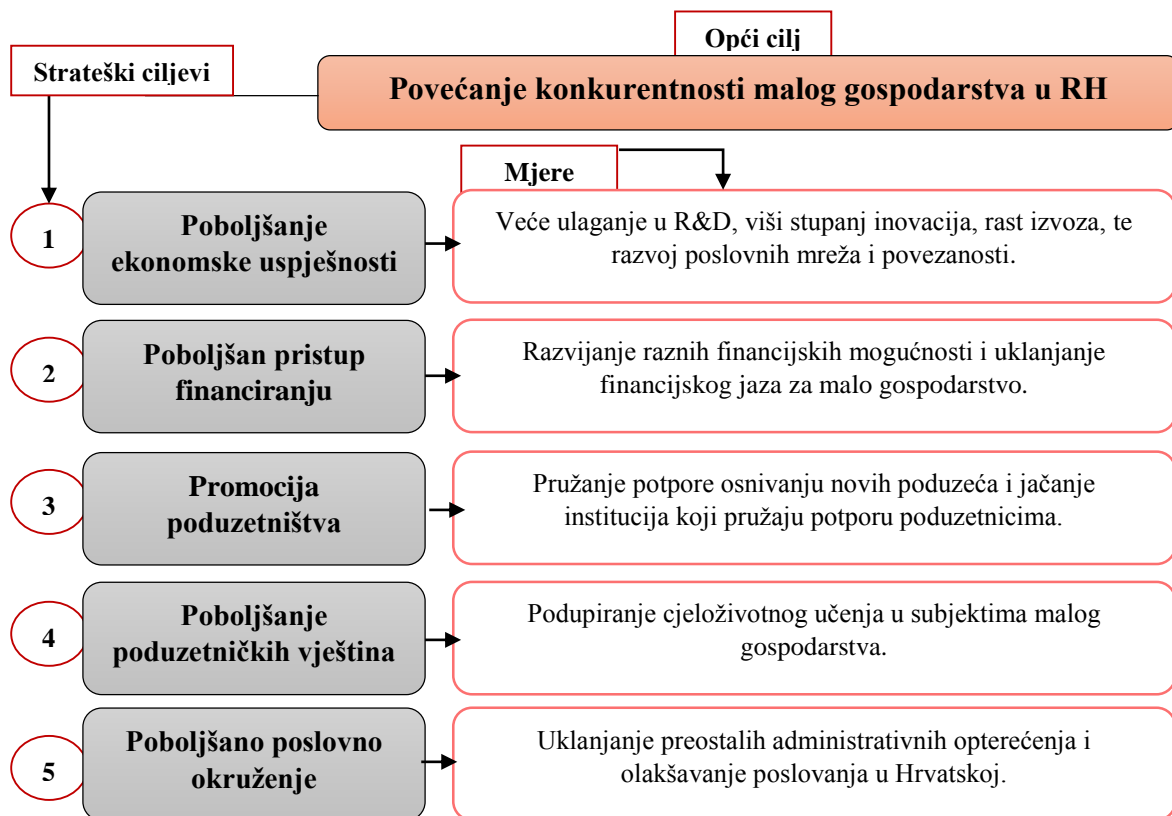 Opći cilj
Strateški ciljevi
Povećanje konkurentnosti malog gospodarstva u RH
Mjere
1
Poboljšanje
ekonomske uspješnosti
Veće ulaganje u R&D, viši stupanj inovacija, rast izvoza, te
razvoj poslovnih mreža i povezanosti.
2
Poboljšan pristup
financiranju
Razvijanje raznih financijskih mogućnosti i uklanjanje
financijskog jaza za malo gospodarstvo.
3
Promocija
poduzetništva
Pružanje potpore osnivanju novih poduzeća i jačanje
institucija koji pružaju potporu poduzetnicima.
4
Poboljšanje
poduzetničkih vještina
Podupiranje cjeloživotnog učenja u subjektima malog
gospodarstva.
5
Poboljšano poslovno
okruženje
Uklanjanje preostalih administrativnih opterećenja i
olakšavanje poslovanja u Hrvatskoj.